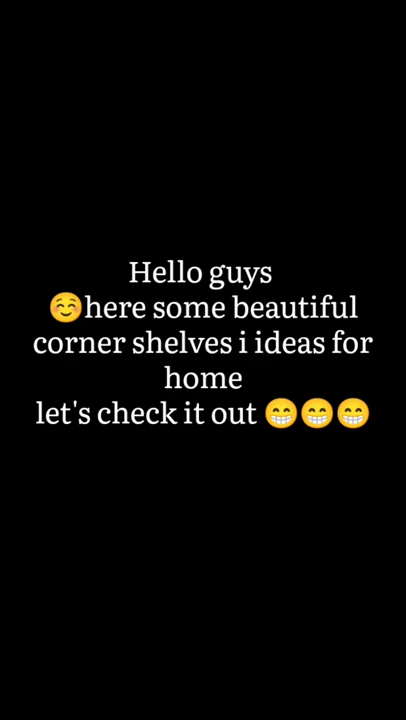 Hello guys
☺️here some beautiful
corner shelves i ideas for
home
let's check it out 😁😁😁